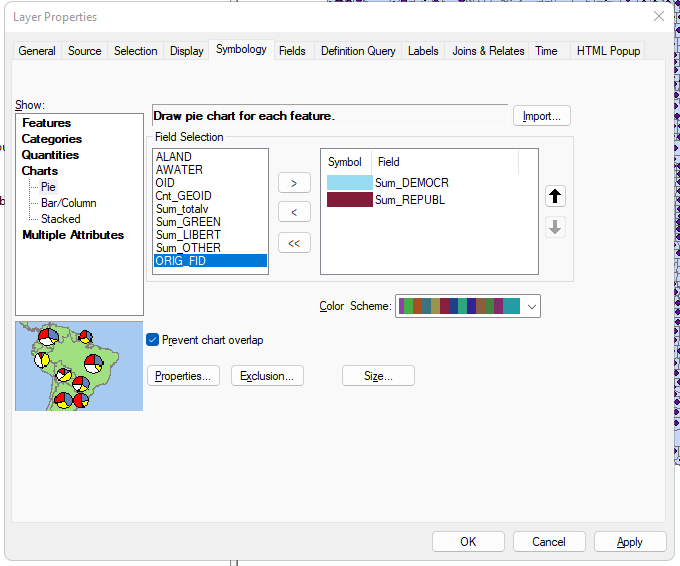 Layer Properties
General Source Selection Display Symbology Fields Definition Query Labels Joins & Relates Time HTML Popup
Show:
Features
Categories
Quantities
Charts
Pie
Bar/Column
Stacked
Multiple Attributes
Draw pie chart for each feature.
Import...
Field Selection
ALAND
AWATER
OID
Cnt_GEOID
Sum_totalv
Sum_GREEN
Sum_LIBERT
Sum_OTHER
ORIG_FID
>
<
<<
Symbol Field
Sum_DEMOCR
Sum_REPUBL
Color Scheme:
Prevent chart overlap
Properties... Exclusion... Size...
OK Cancel Apply